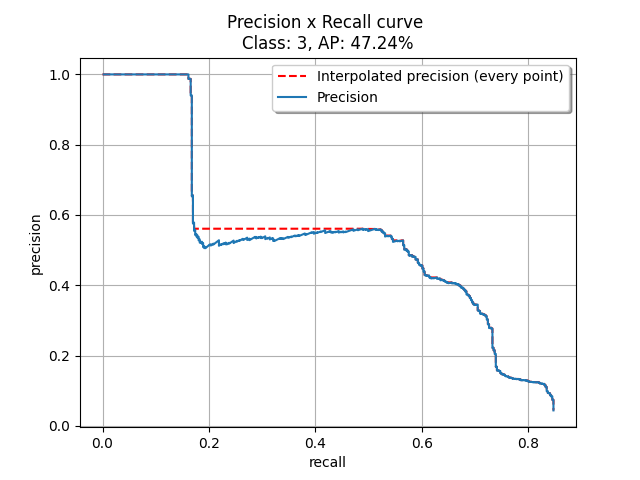 Precision x Recall curve
Class: 3, AP: 47.24%
Interpolated precision (every point)
Precision
1.0
0.8
0.6
0.4
0.2
0.0
precision
0.0 0.2 0.4 0.6 0.8
recall